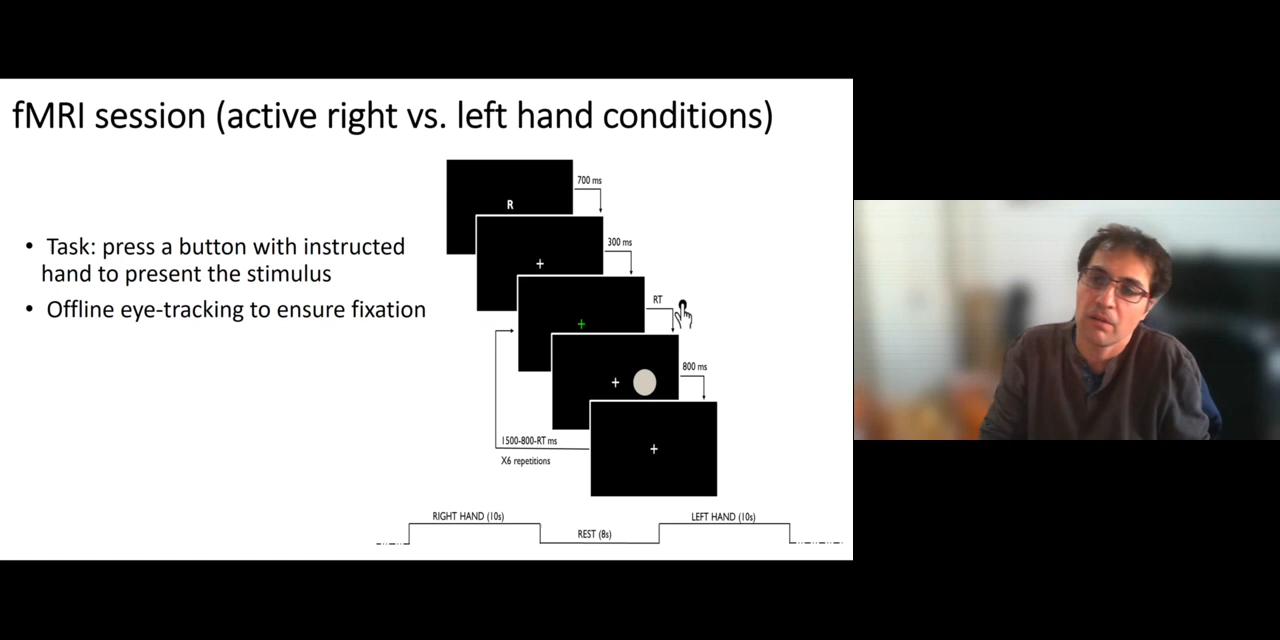 fMRI session (active right vs. left hand conditions)
• Task: press a button with instructed
hand to present the stimulus
• Offline eye-tracking to ensure fixation
R
700 ms
300 ms
RT
800 ms
1500-800-RT ms
X6 repetitions
RIGHT HAND (10s)
REST (8s)
LEFT HAND (10s)